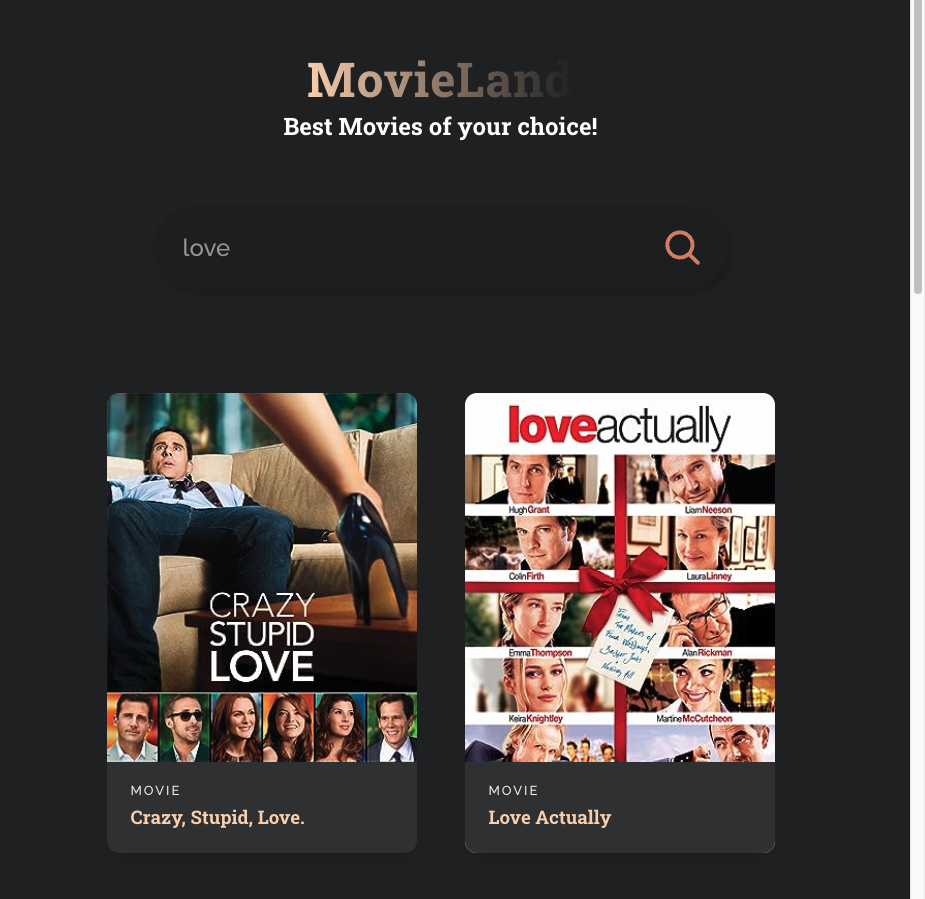 MovieLand
Best Movies of your choice!
love
CRAZY
STUPID
LOVE
MOVIE
Crazy, Stupid, Love.
loveactually
HughGrant
LiamNeeson
ColinFirth
LauraLinney
From
The Makers of
Four Weddings,
Bridget Jones
Notting Hill
EmmaThompson
AlanRickman
KeiraKnightley
MartineMcCutcheon
MOVIE
Love Actually